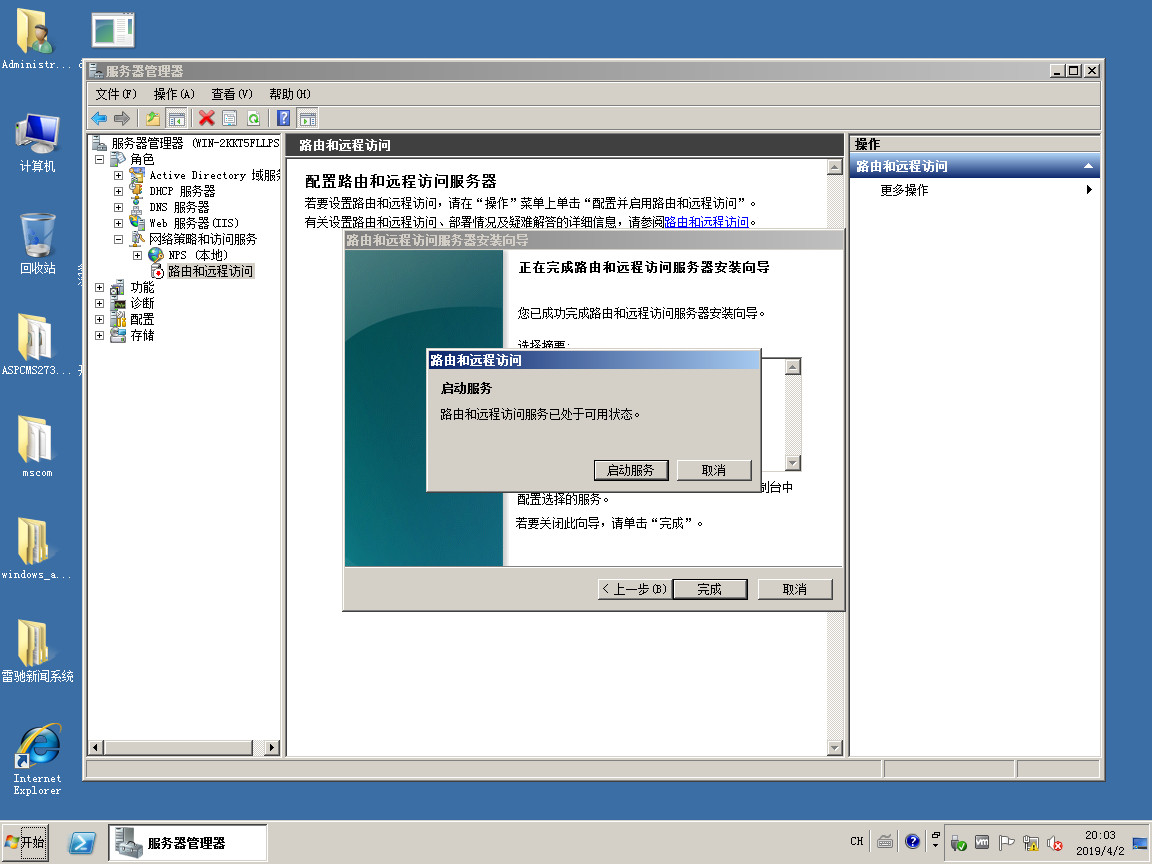 Administr...
计算机
回收站
ASPCMS273...
mscom
windows_a...
雷驰新闻系统
Internet
Explorer
服务器管理器
文件(F) 操作(A) 查看(V) 帮助(H)
服务器管理器 (WIN-2KKT5FLLPS
角色
Active Directory 域服务
DHCP 服务器
DNS 服务器
Web 服务器(IIS)
网络策略和访问服务
NPS (本地)
路由和远程访问
功能
诊断
配置
存储
路由和远程访问
配置路由和远程访问服务器
若要设置路由和远程访问，请在“操作”菜单上单击“配置并启用路由和远程访问”。
有关设置路由和远程访问、部署情况及疑难解答的详细信息，请参阅路由和远程访问。
操作
路由和远程访问
更多操作
路由和远程访问服务器安装向导
正在完成路由和远程访问服务器安装向导
您已成功完成路由和远程访问服务器安装向导。
选择摘要:
制台中
配置选择的服务。
若要关闭此向导，请单击“完成”。
< 上一步(B) 完成 取消
路由和远程访问
启动服务
路由和远程访问服务已处于可用状态。
启动服务 取消
开始
服务器管理器
CH
20:03
2019/4/2